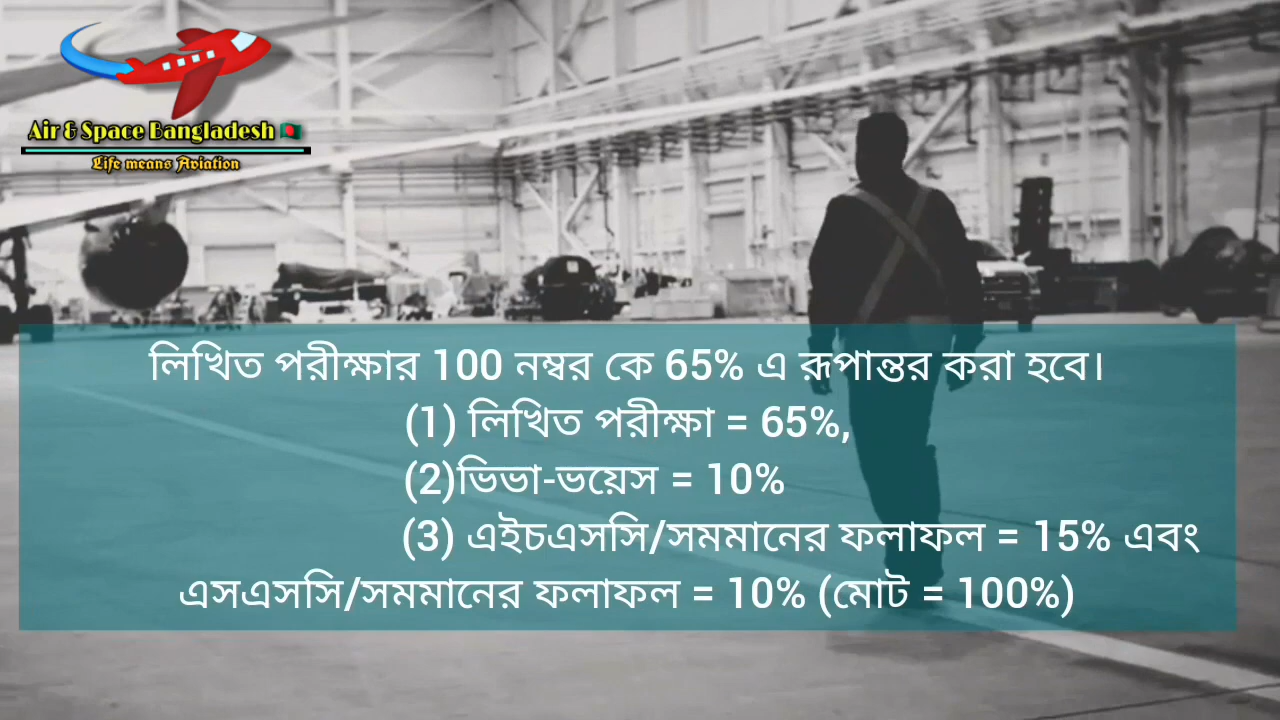 Air & Space Bangladesh
Life means Aviation
লিখিত পরীক্ষার 100 নম্বর কে 65% এ রূপান্তর করা হবে।
(1) লিখিত পরীক্ষা = 65%,
(2)ভিভা-ভয়েস = 10%
(3) এইচএসসি/সমমানের ফলাফল = 15% এবং
এসএসসি/সমমানের ফলাফল = 10% (মোট = 100%)